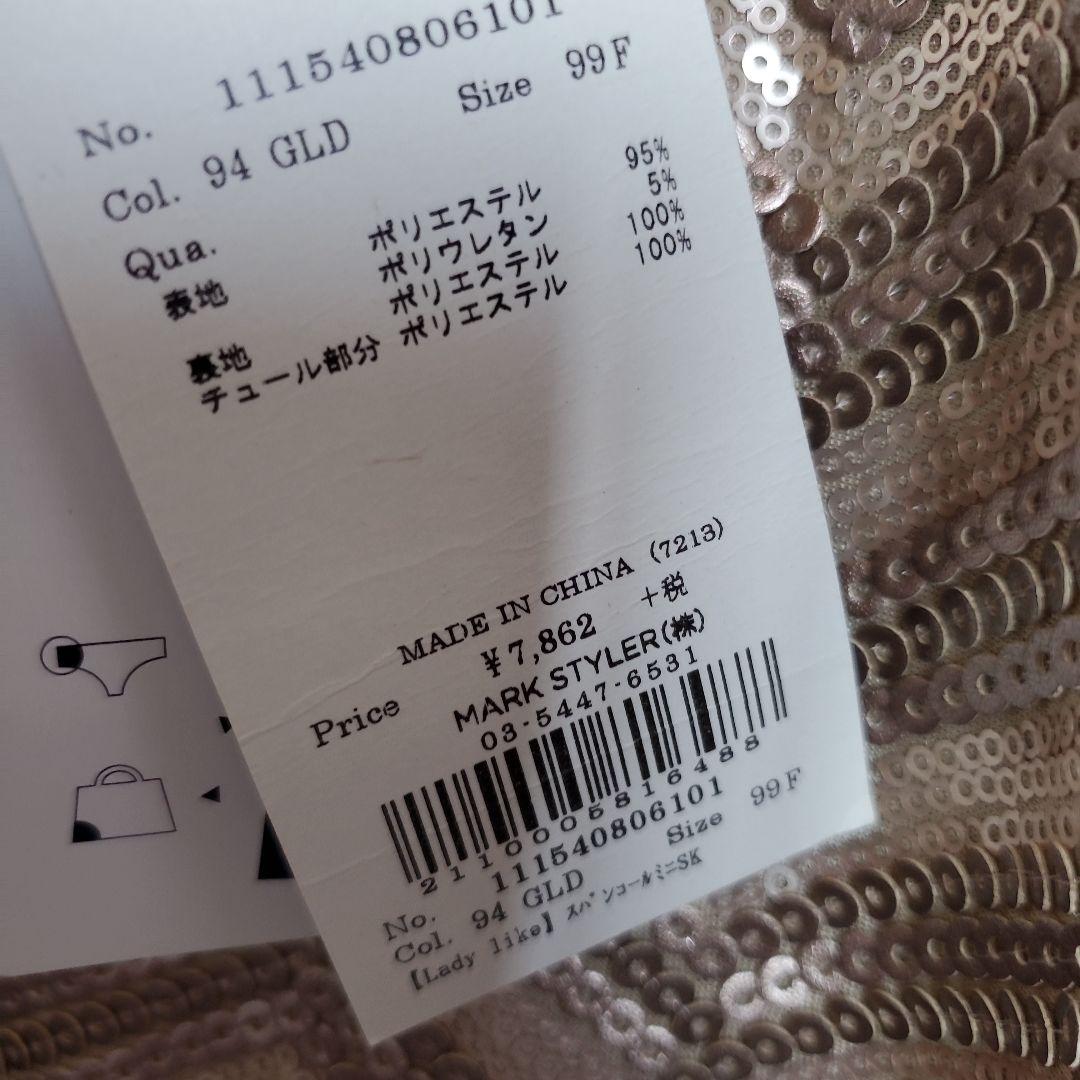 No. 111540806101
Col. 94 GLD Size 99F
Qua.
表地 ポリエステル 95%
ポリウレタン 5%
裏地 ポリエステル 100%
チュール部分 ポリエステル 100%
MADE IN CHINA (7213)
Price ¥7,862 +税
MARK STYLER(株)
03-5447-6531
2110005816488
No. 111540806101
Col. 94 GLD Size 99F
【Lady like】スパンコールミニSK